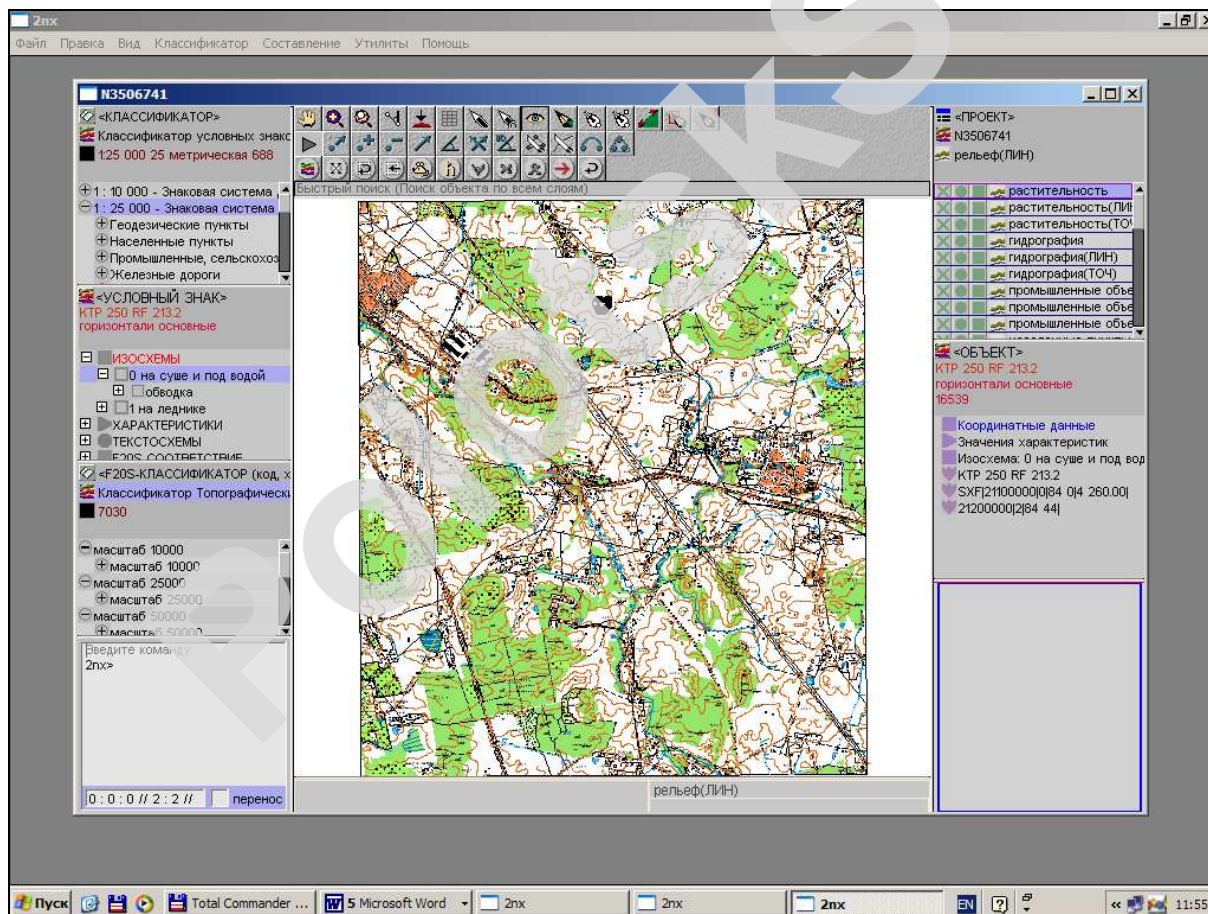 2nx
Файл Правка Вид Классификатор Составление Утилиты Помощь
N3506741
<КЛАССИФИКАТОР>
Классификатор условных знако
1:25 000 25 метрическая 688
1 : 10 000 - Знаковая система
1 : 25 000 - Знаковая система
Геодезические пункты
Населенные пункты
Промышленные, сельскохоз
Железные дороги
<УСЛОВНЫЙ ЗНАК>
КТР 250 RF 213.2
горизонтали основные
ИЗОСХЕМЫ
0 на суше и под водой
обводка
1 на леднике
ХАРАКТЕРИСТИКИ
ТЕКСТОСХЕМЫ
F20S СООТВЕТСТВИЕ
<F20S-КЛАССИФИКАТОР (код, х
Классификатор Топографически
7030
масштаб 10000
масштаб 10000
масштаб 25000
масштаб 25000
масштаб 50000
масштаб 50000
Введите команду:
2nx>
0 : 0 : 0 // 2 : 2 // перенос
Быстрый поиск (Поиск объекта по всем слоям)
рельеф(ЛИН)
<ПРОЕКТ>
N3506741
рельеф(ЛИН)
растительность
растительность(ЛИН
растительность(ТОЧ
гидрография
гидрография(ЛИН)
гидрография(ТОЧ)
промышленные объе
промышленные объе
промышленные объе
<ОБЪЕКТ>
КТР 250 RF 213.2
горизонтали основные
16539
Координатные данные
Значения характеристик
Изосхема: 0 на суше и под вод
КТР 250 RF 213.2
SXF|21100000|0|84 0|4 260.00|
21200000|2|84 44|
Пуск Total Commander ... 5 Microsoft Word 2nx 2nx 2nx EN « 11:55